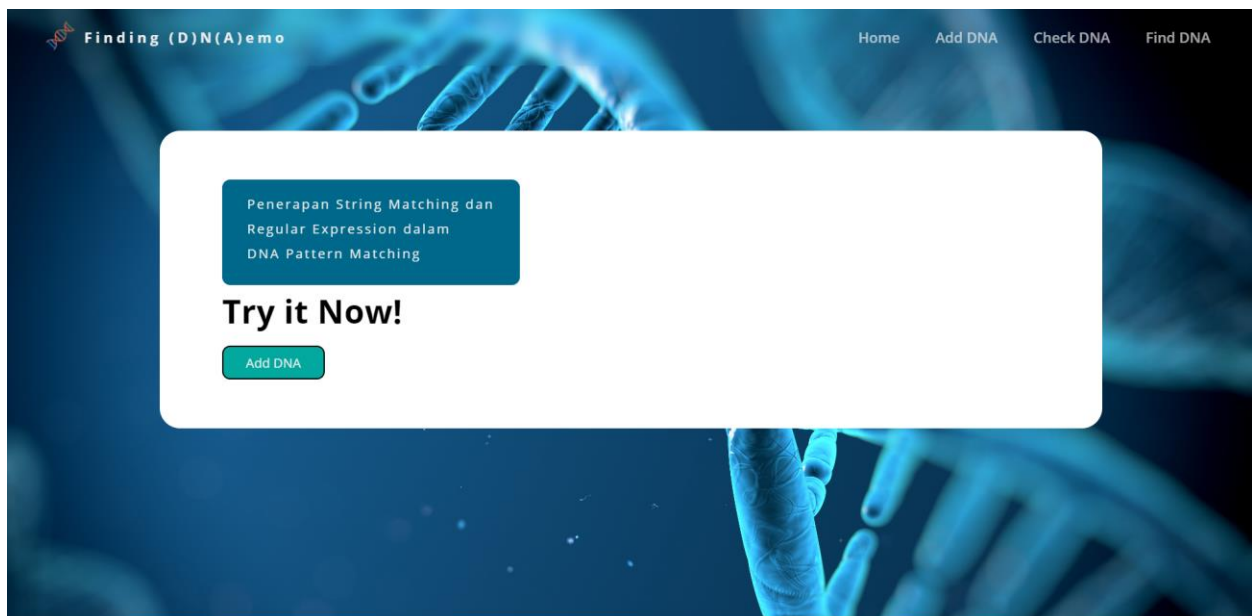 Finding (D)N(A)emo
Home Add DNA Check DNA Find DNA
Penerapan String Matching dan
Regular Expression dalam
DNA Pattern Matching
Try it Now!
Add DNA